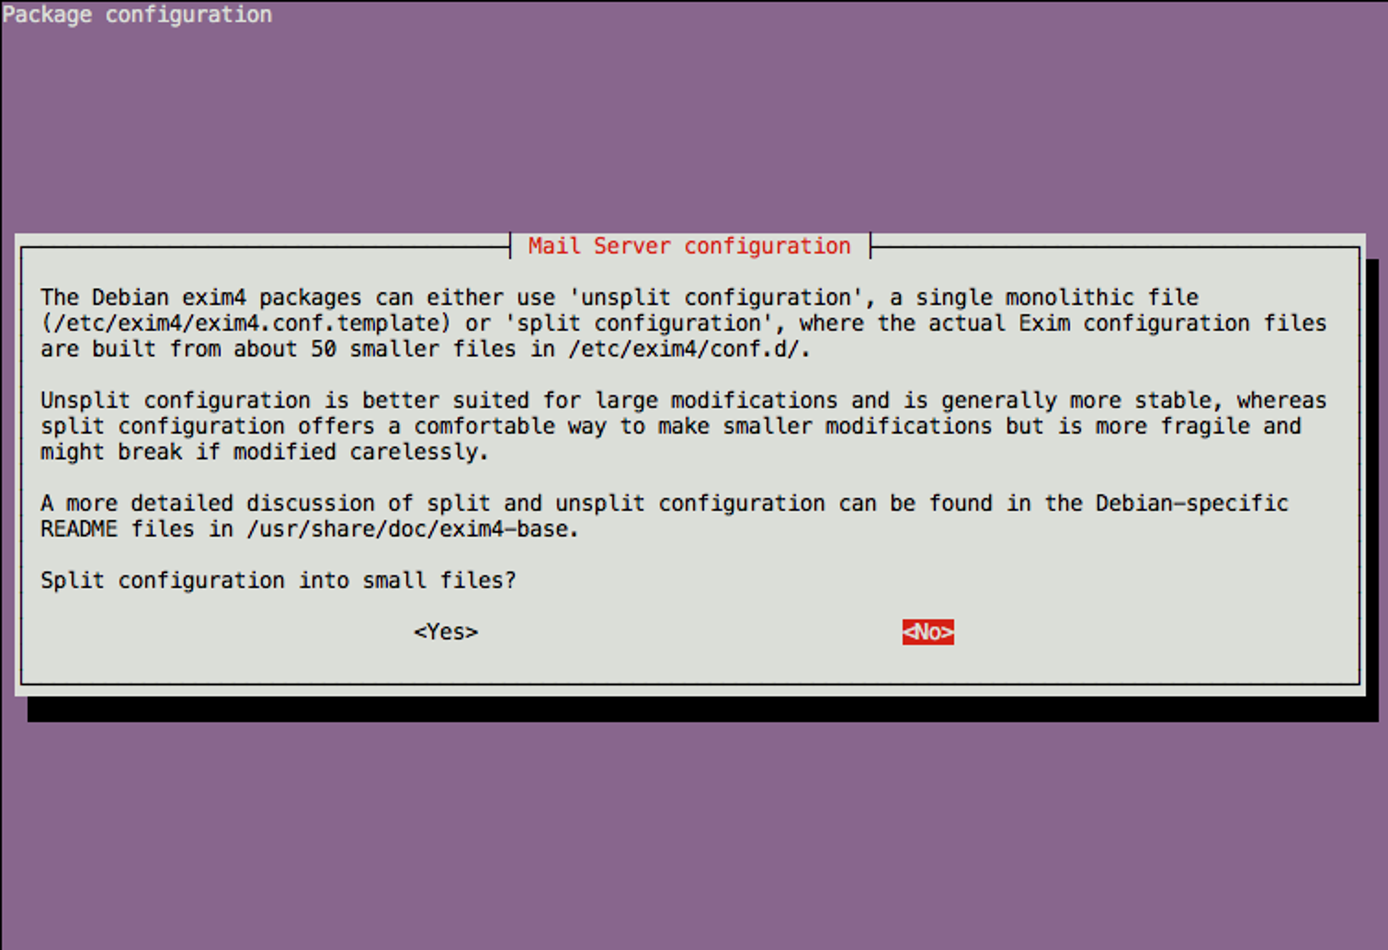 Package configuration
Mail Server configuration
The Debian exim4 packages can either use 'unsplit configuration', a single monolithic file
(/etc/exim4/exim4.conf.template) or 'split configuration', where the actual Exim configuration files
are built from about 50 smaller files in /etc/exim4/conf.d/.
Unsplit configuration is better suited for large modifications and is generally more stable, whereas
split configuration offers a comfortable way to make smaller modifications but is more fragile and
might break if modified carelessly.
A more detailed discussion of split and unsplit configuration can be found in the Debian-specific
README files in /usr/share/doc/exim4-base.
Split configuration into small files?
<Yes> <No>